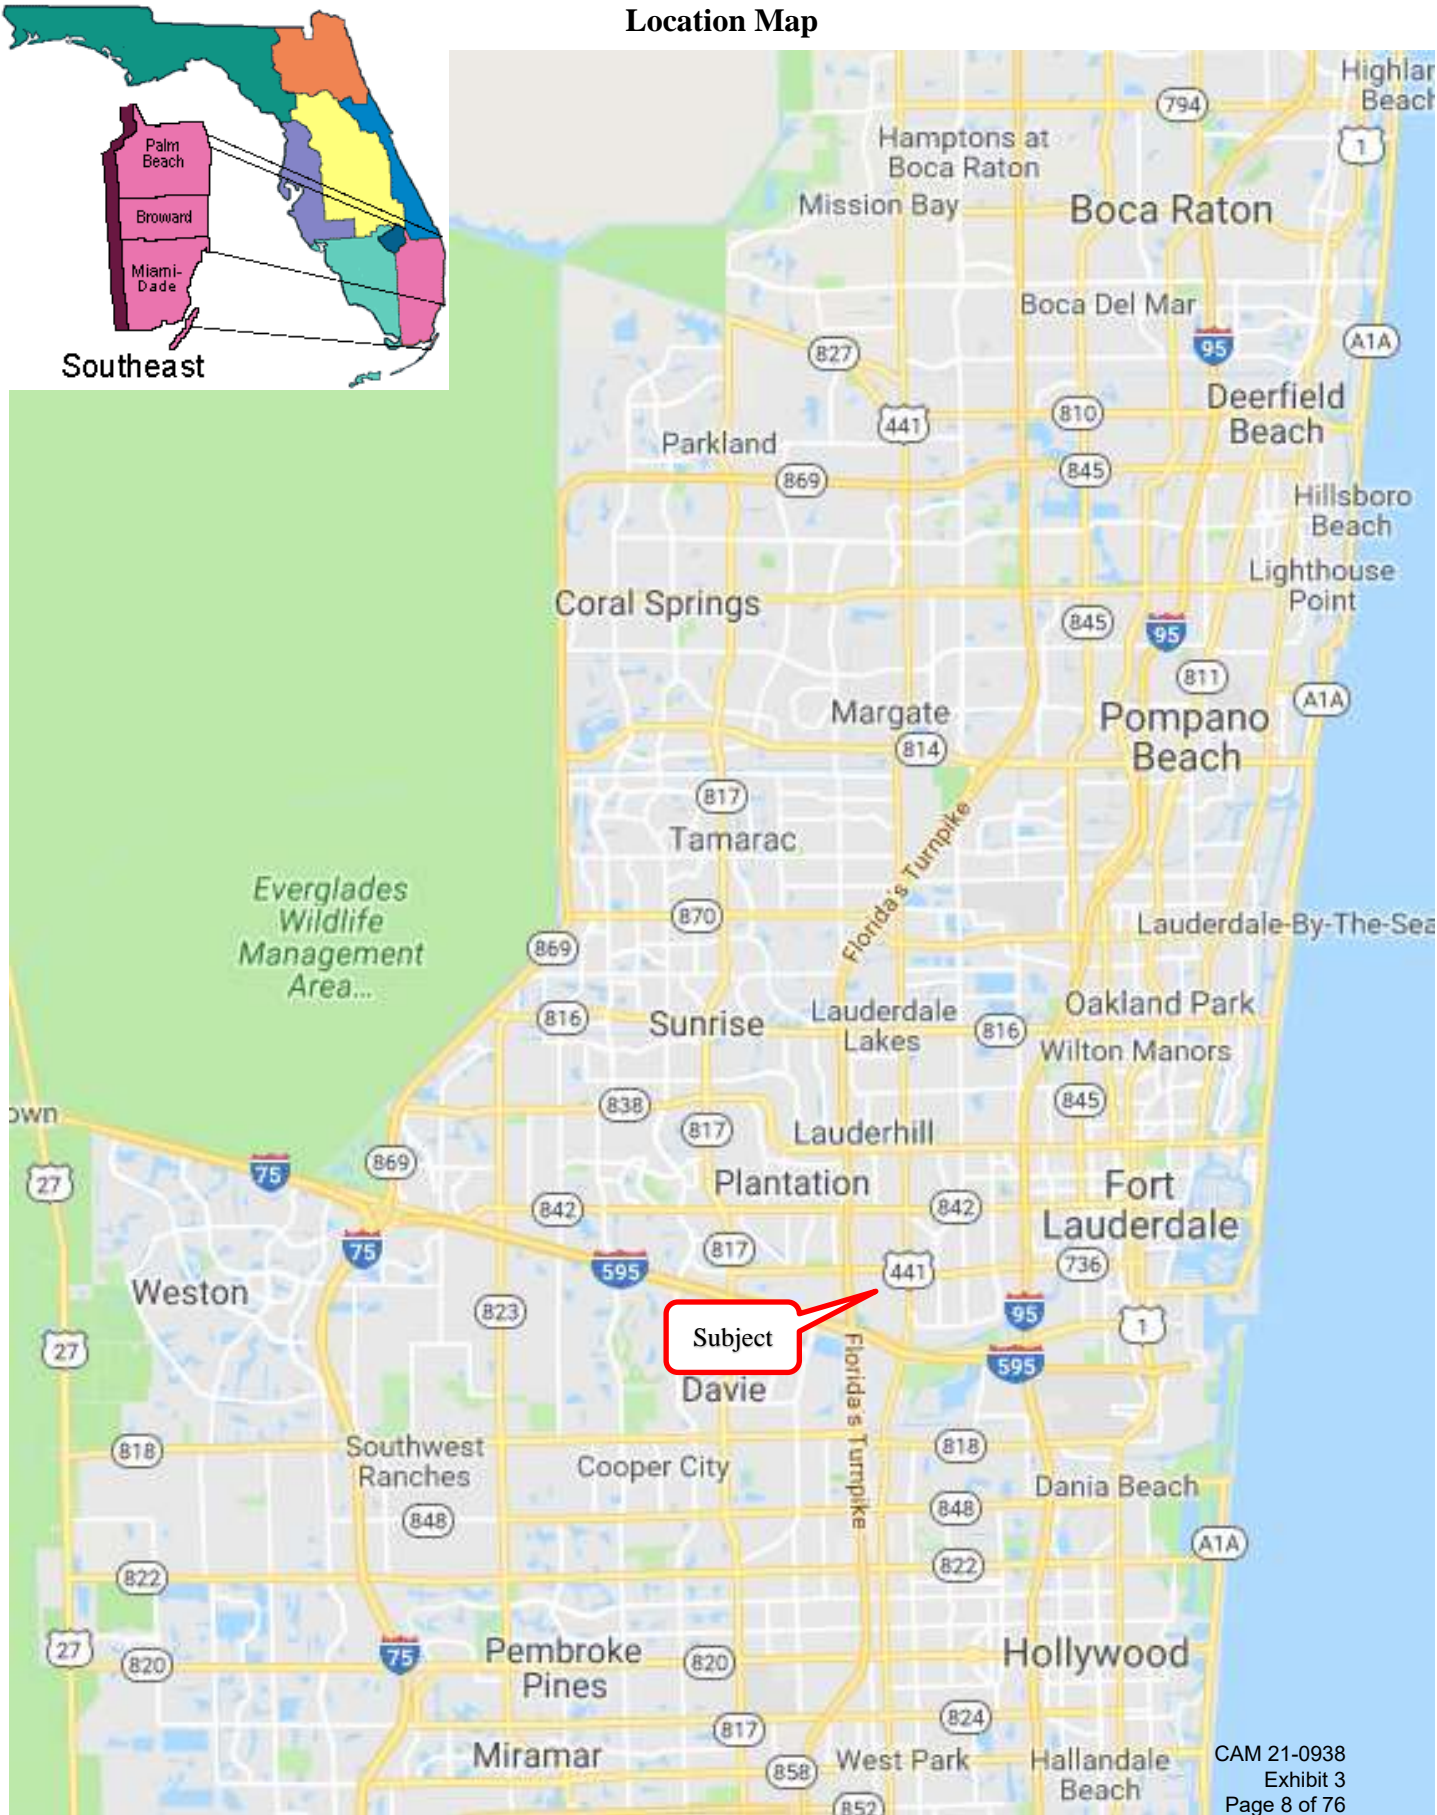 Location Map
Palm
Beach
Broward
Miami-
Dade
Southeast
Highlan
Beach
794
1
Hamptons at
Boca Raton
Mission Bay
Boca Raton
Boca Del Mar
95
A1A
827
441
810
Deerfield
Beach
Parkland
869
845
Hillsboro
Beach
Lighthouse
Point
Coral Springs
845
95
811
A1A
Margate
814
Pompano
Beach
817
Tamarac
Florida's Turnpike
Everglades
Wildlife
Management
Area...
870
869
Lauderdale-By-The-Sea
816
Sunrise
Lauderdale
Lakes
816
Oakland Park
Wilton Manors
838
845
own
817
Lauderhill
27
75
869
Plantation
842
842
Fort
Lauderdale
75
817
595
441
736
Weston
823
Subject
95
1
27
595
Davie
Florida's Turnpike
818
Southwest
Ranches
Cooper City
818
Dania Beach
848
848
A1A
822
822
27
820
75
Pembroke
Pines
820
Hollywood
817
824
Miramar
858
West Park
Hallandale
Beach
852
CAM 21-0938
Exhibit 3
Page 8 of 76